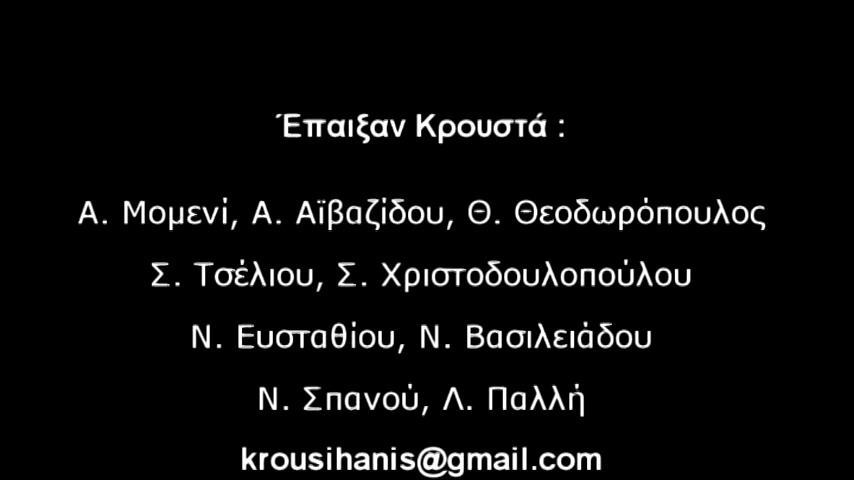 Έπαιξαν Κρουστά :
Α. Μομενί, Α. Αϊβαζίδου, Θ. Θεοδωρόπουλος
Σ. Τσέλιου, Σ. Χριστοδουλοπούλου
Ν. Ευσταθίου, Ν. Βασιλειάδου
Ν. Σπανού, Λ. Παλλή
krousihanis@gmail.com